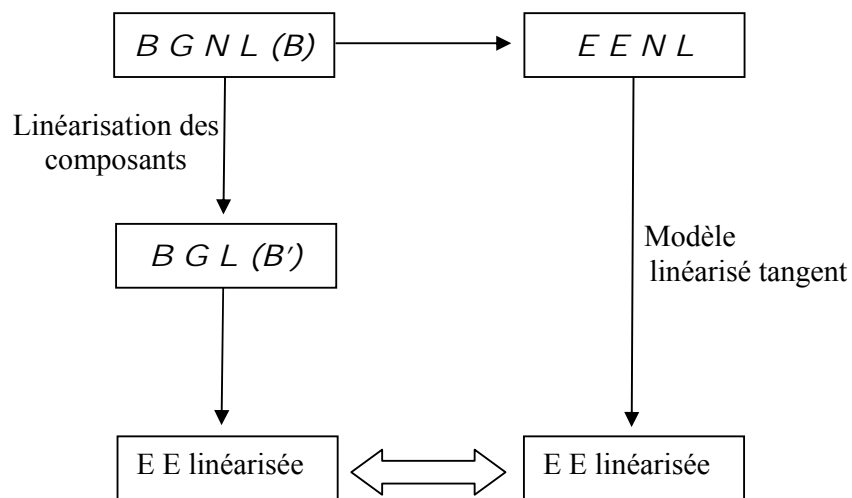 B G N L (B)
E E N L
Linéarisation des
composants
B G L (B')
Modèle
linéarisé tangent
E E linéarisée
E E linéarisée